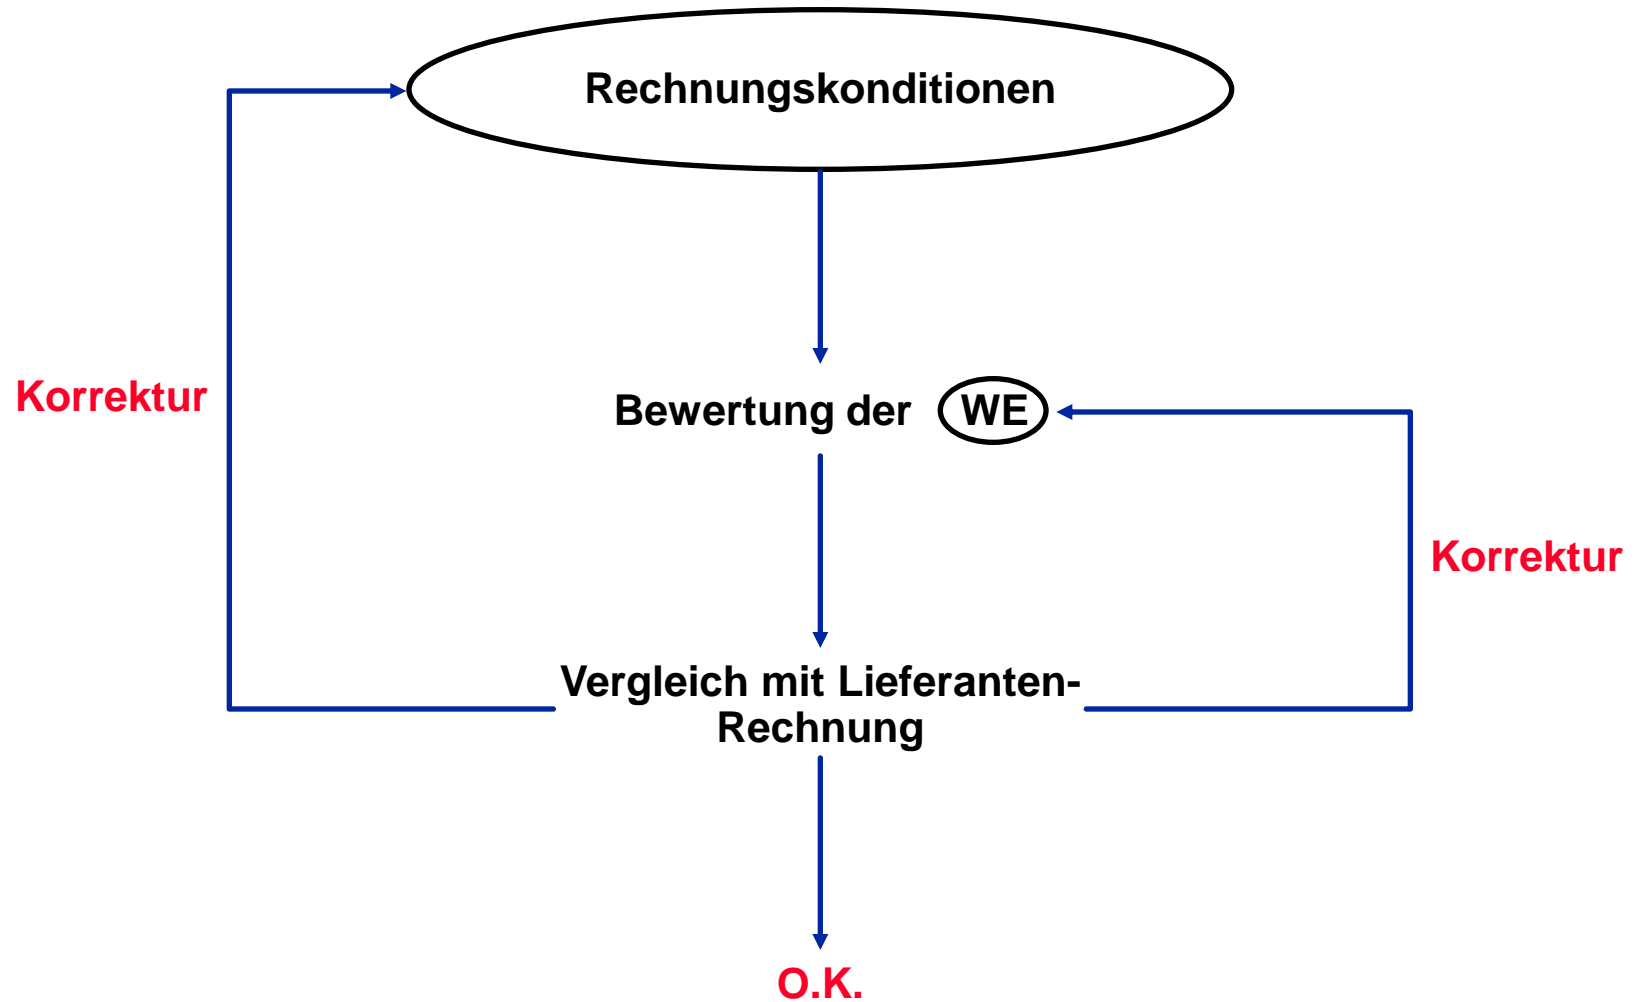 Rechnungskonditionen
Korrektur
Bewertung der WE
Korrektur
Vergleich mit Lieferanten-
Rechnung
O.K.